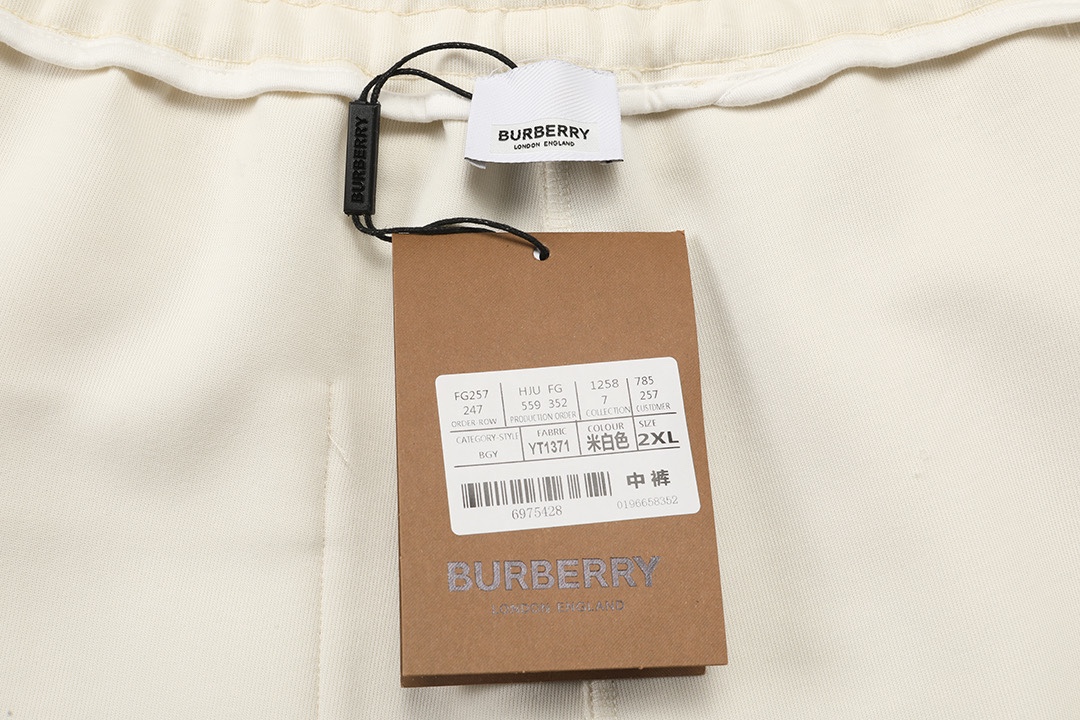 BURBERRY
LONDON ENGLAND
BURBERRY
FG257
247
ORDER-ROW
HJU FG
559 352
PRODUCTION ORDER
1258
7
COLLECTION
785
257
CUSTOMER
CATEGORY-STYLE
BGY
FABRIC
YT1371
COLOUR
米白色
SIZE
2XL
中裤
6975428
0196658352
BURBERRY
LONDON ENGLAND